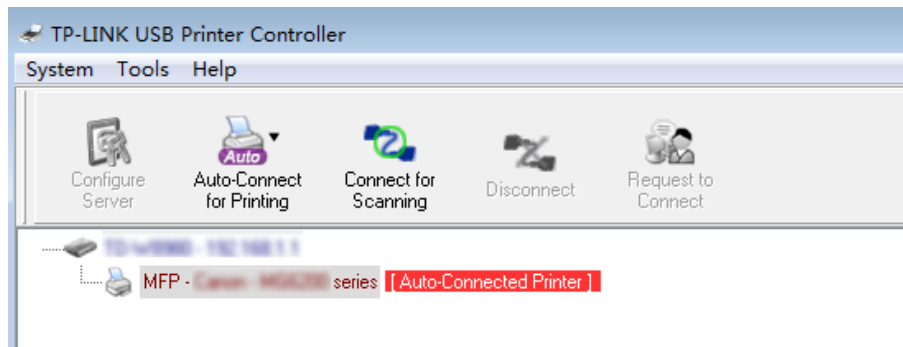 TP-LINK USB Printer Controller
System Tools Help
Auto
Configure Server
Auto-Connect for Printing
Connect for Scanning
Disconnect
Request to Connect
MFP - series [ Auto-Connected Printer ]